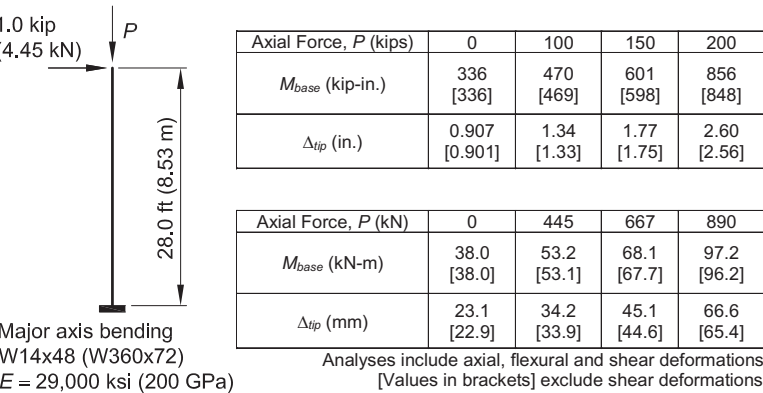 1.0 kip
(4.45 kN)
P
28.0 ft (8.53 m)
Major axis bending
W14x48 (W360x72)
E = 29,000 ksi (200 GPa)
Axial Force, P (kips) 0 100 150 200
M_base (kip-in.) 336 470 601 856
[336] [469] [598] [848]
Δ_tip (in.) 0.907 1.34 1.77 2.60
[0.901] [1.33] [1.75] [2.56]
Axial Force, P (kN) 0 445 667 890
M_base (kN-m) 38.0 53.2 68.1 97.2
[38.0] [53.1] [67.7] [96.2]
Δ_tip (mm) 23.1 34.2 45.1 66.6
[22.9] [33.9] [44.6] [65.4]
Analyses include axial, flexural and shear deformations
[Values in brackets] exclude shear deformations